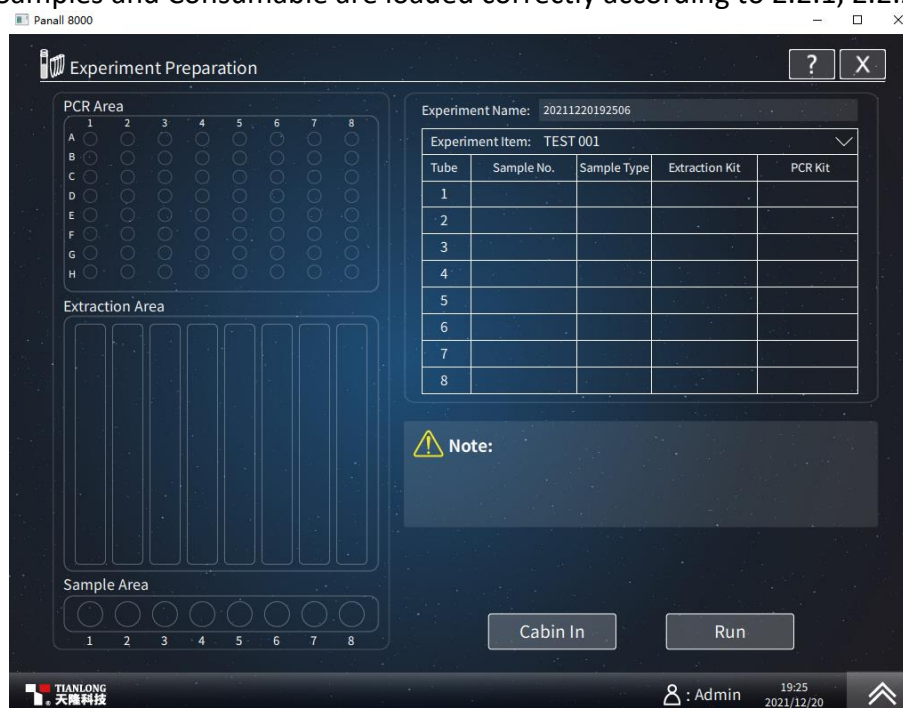 Samples and Consumable are loaded correctly according to 2.2.1, 2.2.
Panall 8000
Experiment Preparation
? X
PCR Area
1 2 3 4 5 6 7 8
A
B
C
D
E
F
G
H
Extraction Area
Sample Area
1 2 3 4 5 6 7 8
Experiment Name: 20211220192506
Experiment Item: TEST 001
Tube Sample No. Sample Type Extraction Kit PCR Kit
1
2
3
4
5
6
7
8
Note:
Cabin In Run
TIANLONG
天隆科技
: Admin
19:25
2021/12/20